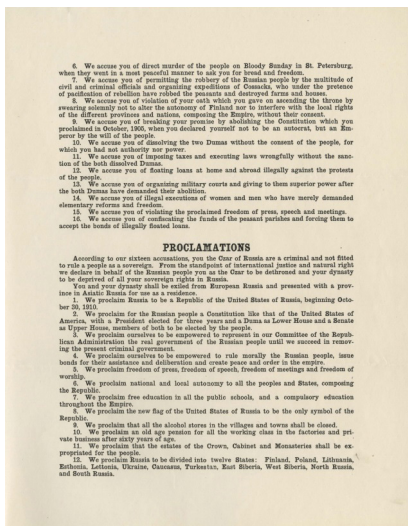 6. We accuse you of direct murder of the people on Bloody Sunday in St. Petersburg,
when they went in a most peaceful manner to ask you for bread and freedom.
7. We accuse you of permitting the robbery of the Russian people by the multitude of
civil and criminal officials and organizing expeditions of Cossacks, who under the pretence
of pacification of rebellion have robbed the peasants and destroyed farms and houses.
8. We accuse you of violation of your oath which you gave on ascending the throne by
swearing solemnly not to alter the autonomy of Finland nor to interfere with the local rights
of the different provinces and nations, composing the Empire, without their consent.
9. We accuse you of breaking your promise by abolishing the Constitution which you
proclaimed in October, 1905, when you declared yourself not to be an autocrat, but an Em-
peror by the will of the people.
10. We accuse you of dissolving the two Dumas without the consent of the people, for
which you had not authority nor power.
11. We accuse you of imposing taxes and executing laws wrongfully without the sanc-
tion of the both dissolved Dumas.
12. We accuse you of floating loans at home and abroad illegally against the protests
of the people.
13. We accuse you of organizing military courts and giving to them superior power after
the both Dumas have demanded their abolition.
14. We accuse you of illegal executions of women and men who have merely demanded
elementary reforms and freedom.
15. We accuse you of violating the proclaimed freedom of press, speech and meetings.
16. We accuse you of confiscating the funds of the peasant parishes and forcing them to
accept the bonds of illegally floated loans.
PROCLAMATIONS
According to our sixteen accusations, you the Czar of Russia are a criminal and not fitted
to rule a people as a sovereign. From the standpoint of international justice and natural right
we declare in behalf of the Russian people you as the Czar to be dethroned and your dynasty
to be deprived of all your sovereign rights in Russia.
You and your dynasty shall be exiled from European Russia and presented with a prov-
ince in Asiatic Russia for use as a residence.
1. We proclaim Russia to be a Republic of the United States of Russia, beginning Octo-
ber 30, 1910.
2. We proclaim for the Russian people a Constitution like that of the United States of
America, with a President elected for three years and a Duma as Lower House and a Senate
as Upper House, members of both to be elected by the people.
3. We proclaim ourselves to be empowered to represent in our Committee of the Repub-
lican Administration the real government of the Russian people until we succeed in remov-
ing the present criminal government.
4. We proclaim ourselves to be empowered to rule morally the Russian people, issue
bonds for their assistance and deliberation and create peace and order in the empire.
5. We proclaim freedom of press, freedom of speech, freedom of meetings and freedom of
worship.
6. We proclaim national and local autonomy to all the peoples and States, composing
the Republic.
7. We proclaim free education in all the public schools, and a compulsory education
throughout the Empire.
8. We proclaim the new flag of the United States of Russia to be the only symbol of the
Republic.
9. We proclaim that all the alcohol stores in the villages and towns shall be closed.
10. We proclaim an old age pension for all the working class in the factories and pri-
vate business after sixty years of age.
11. We proclaim that the estates of the Crown, Cabinet and Monasteries shall be ex-
propriated for the people.
12. We proclaim Russia to be divided into twelve States: Finland, Poland, Lithuania,
Esthonia, Lettonia, Ukraine, Caucasus, Turkestan, East Siberia, West Siberia, North Russia,
and South Russia.